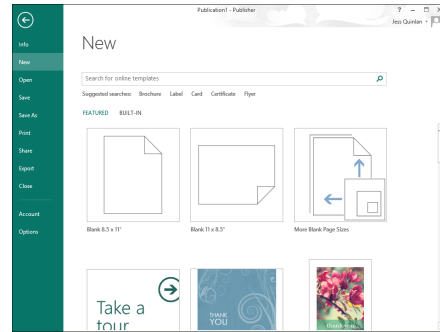 Publication1 - Publisher
Jess Quinlan
Info
New
Open
Save
Save As
Print
Share
Export
Close
Account
Options
New
Search for online templates
Suggested searches: Brochure Label Card Certificate Flyer
FEATURED BUILT-IN
Blank 8.5 x 11"
Blank 11 x 8.5"
More Blank Page Sizes
Take a
tour
THANK
YOU